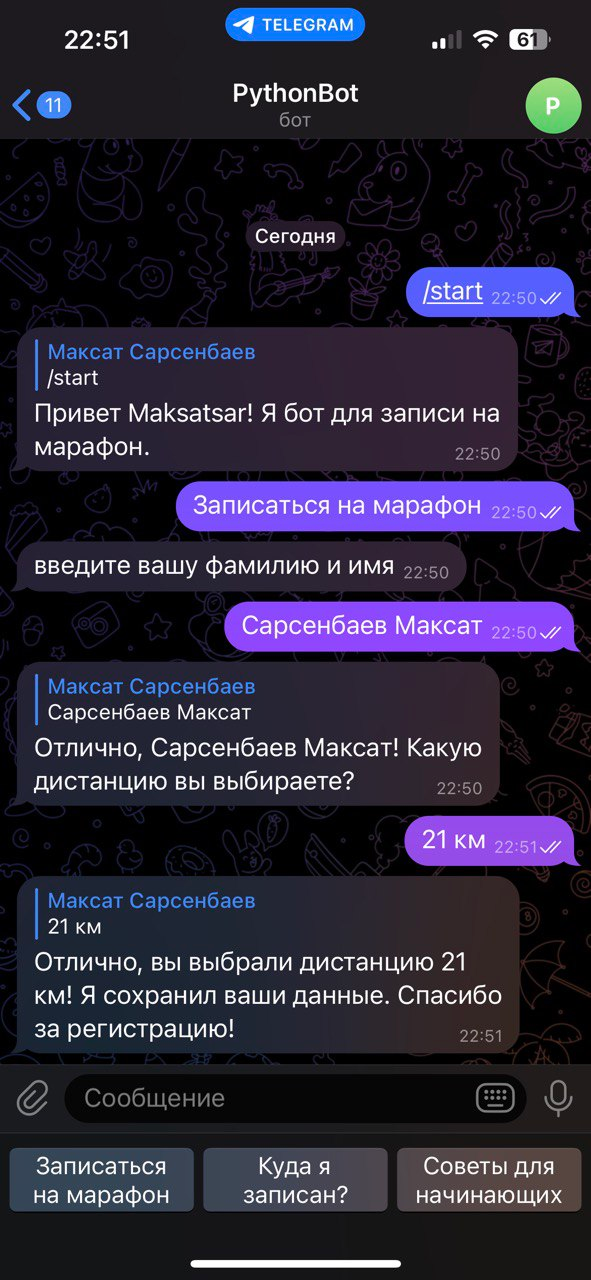 22:51
TELEGRAM
61
11
PythonBot
бот
P
Сегодня
/start 22:50
Максат Сарсенбаев
/start
Привет Maksatsar! Я бот для записи на
марафон.
22:50
Записаться на марафон 22:50
введите вашу фамилию и имя 22:50
Сарсенбаев Максат 22:50
Максат Сарсенбаев
Сарсенбаев Максат
Отлично, Сарсенбаев Максат! Какую
дистанцию вы выбираете?
22:50
21 км 22:51
Максат Сарсенбаев
21 км
Отлично, вы выбрали дистанцию 21
км! Я сохранил ваши данные. Спасибо
за регистрацию!
22:51
Сообщение
Записаться
на марафон
Куда я
записан?
Советы для
начинающих